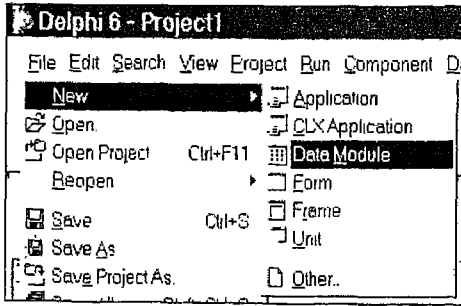 Delphi 6 - Project1
File Edit Search View Project Run Component
New
Open.
Open Project Ctrl+F11
Reopen
Save Ctrl+S
Save As
Save Project As.
Application
CLX Application
Data Module
Form
Frame
Unit
Other..